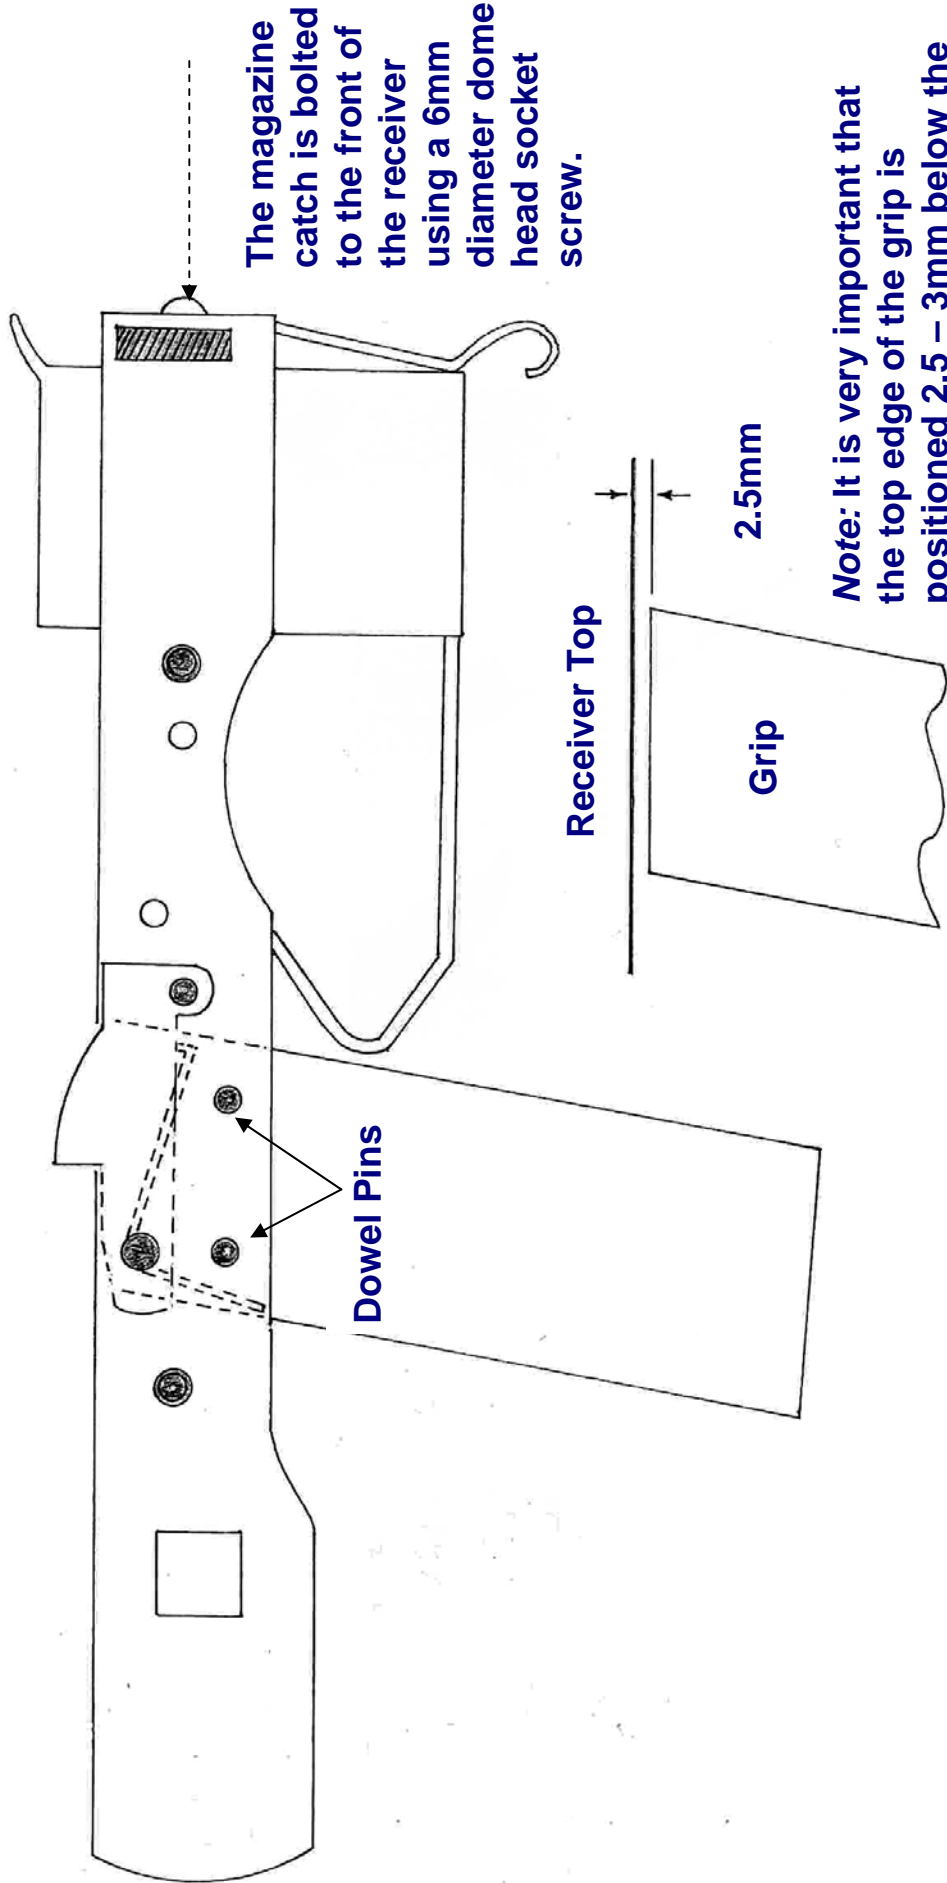 The magazine
catch is bolted
to the front of
the receiver
using a 6mm
diameter dome
head socket
screw.
Dowel Pins
Receiver Top
2.5mm
Grip
Note: It is very important that
the top edge of the grip is
positioned 2.5 – 3mm below the